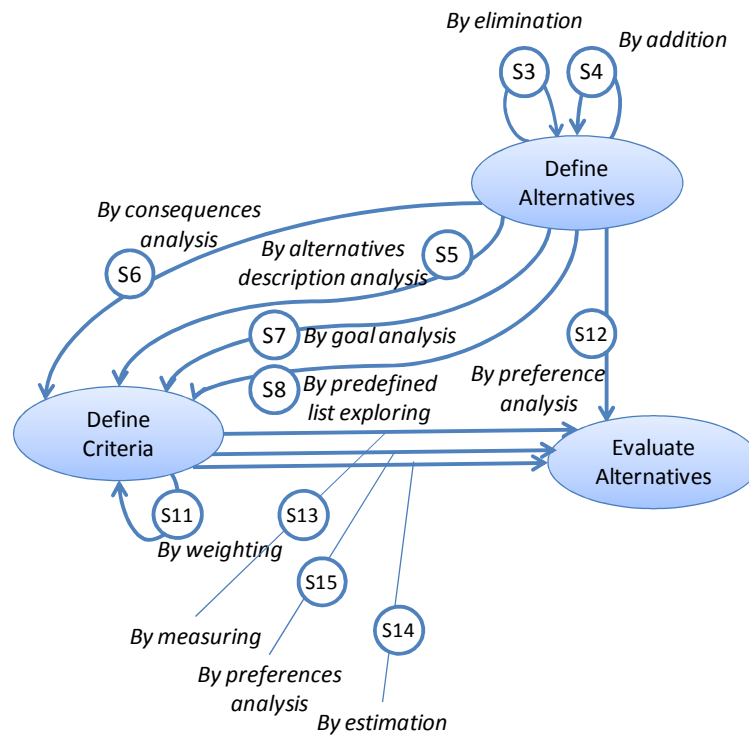 By elimination
By addition
S3
S4
Define
Alternatives
By consequences
analysis
S6
By alternatives
description analysis
S5
S7
By goal analysis
S12
S8
By predefined
list exploring
By preference
analysis
Define
Criteria
Evaluate
Alternatives
S11
By weighting
S13
S15
S14
By measuring
By preferences
analysis
By estimation